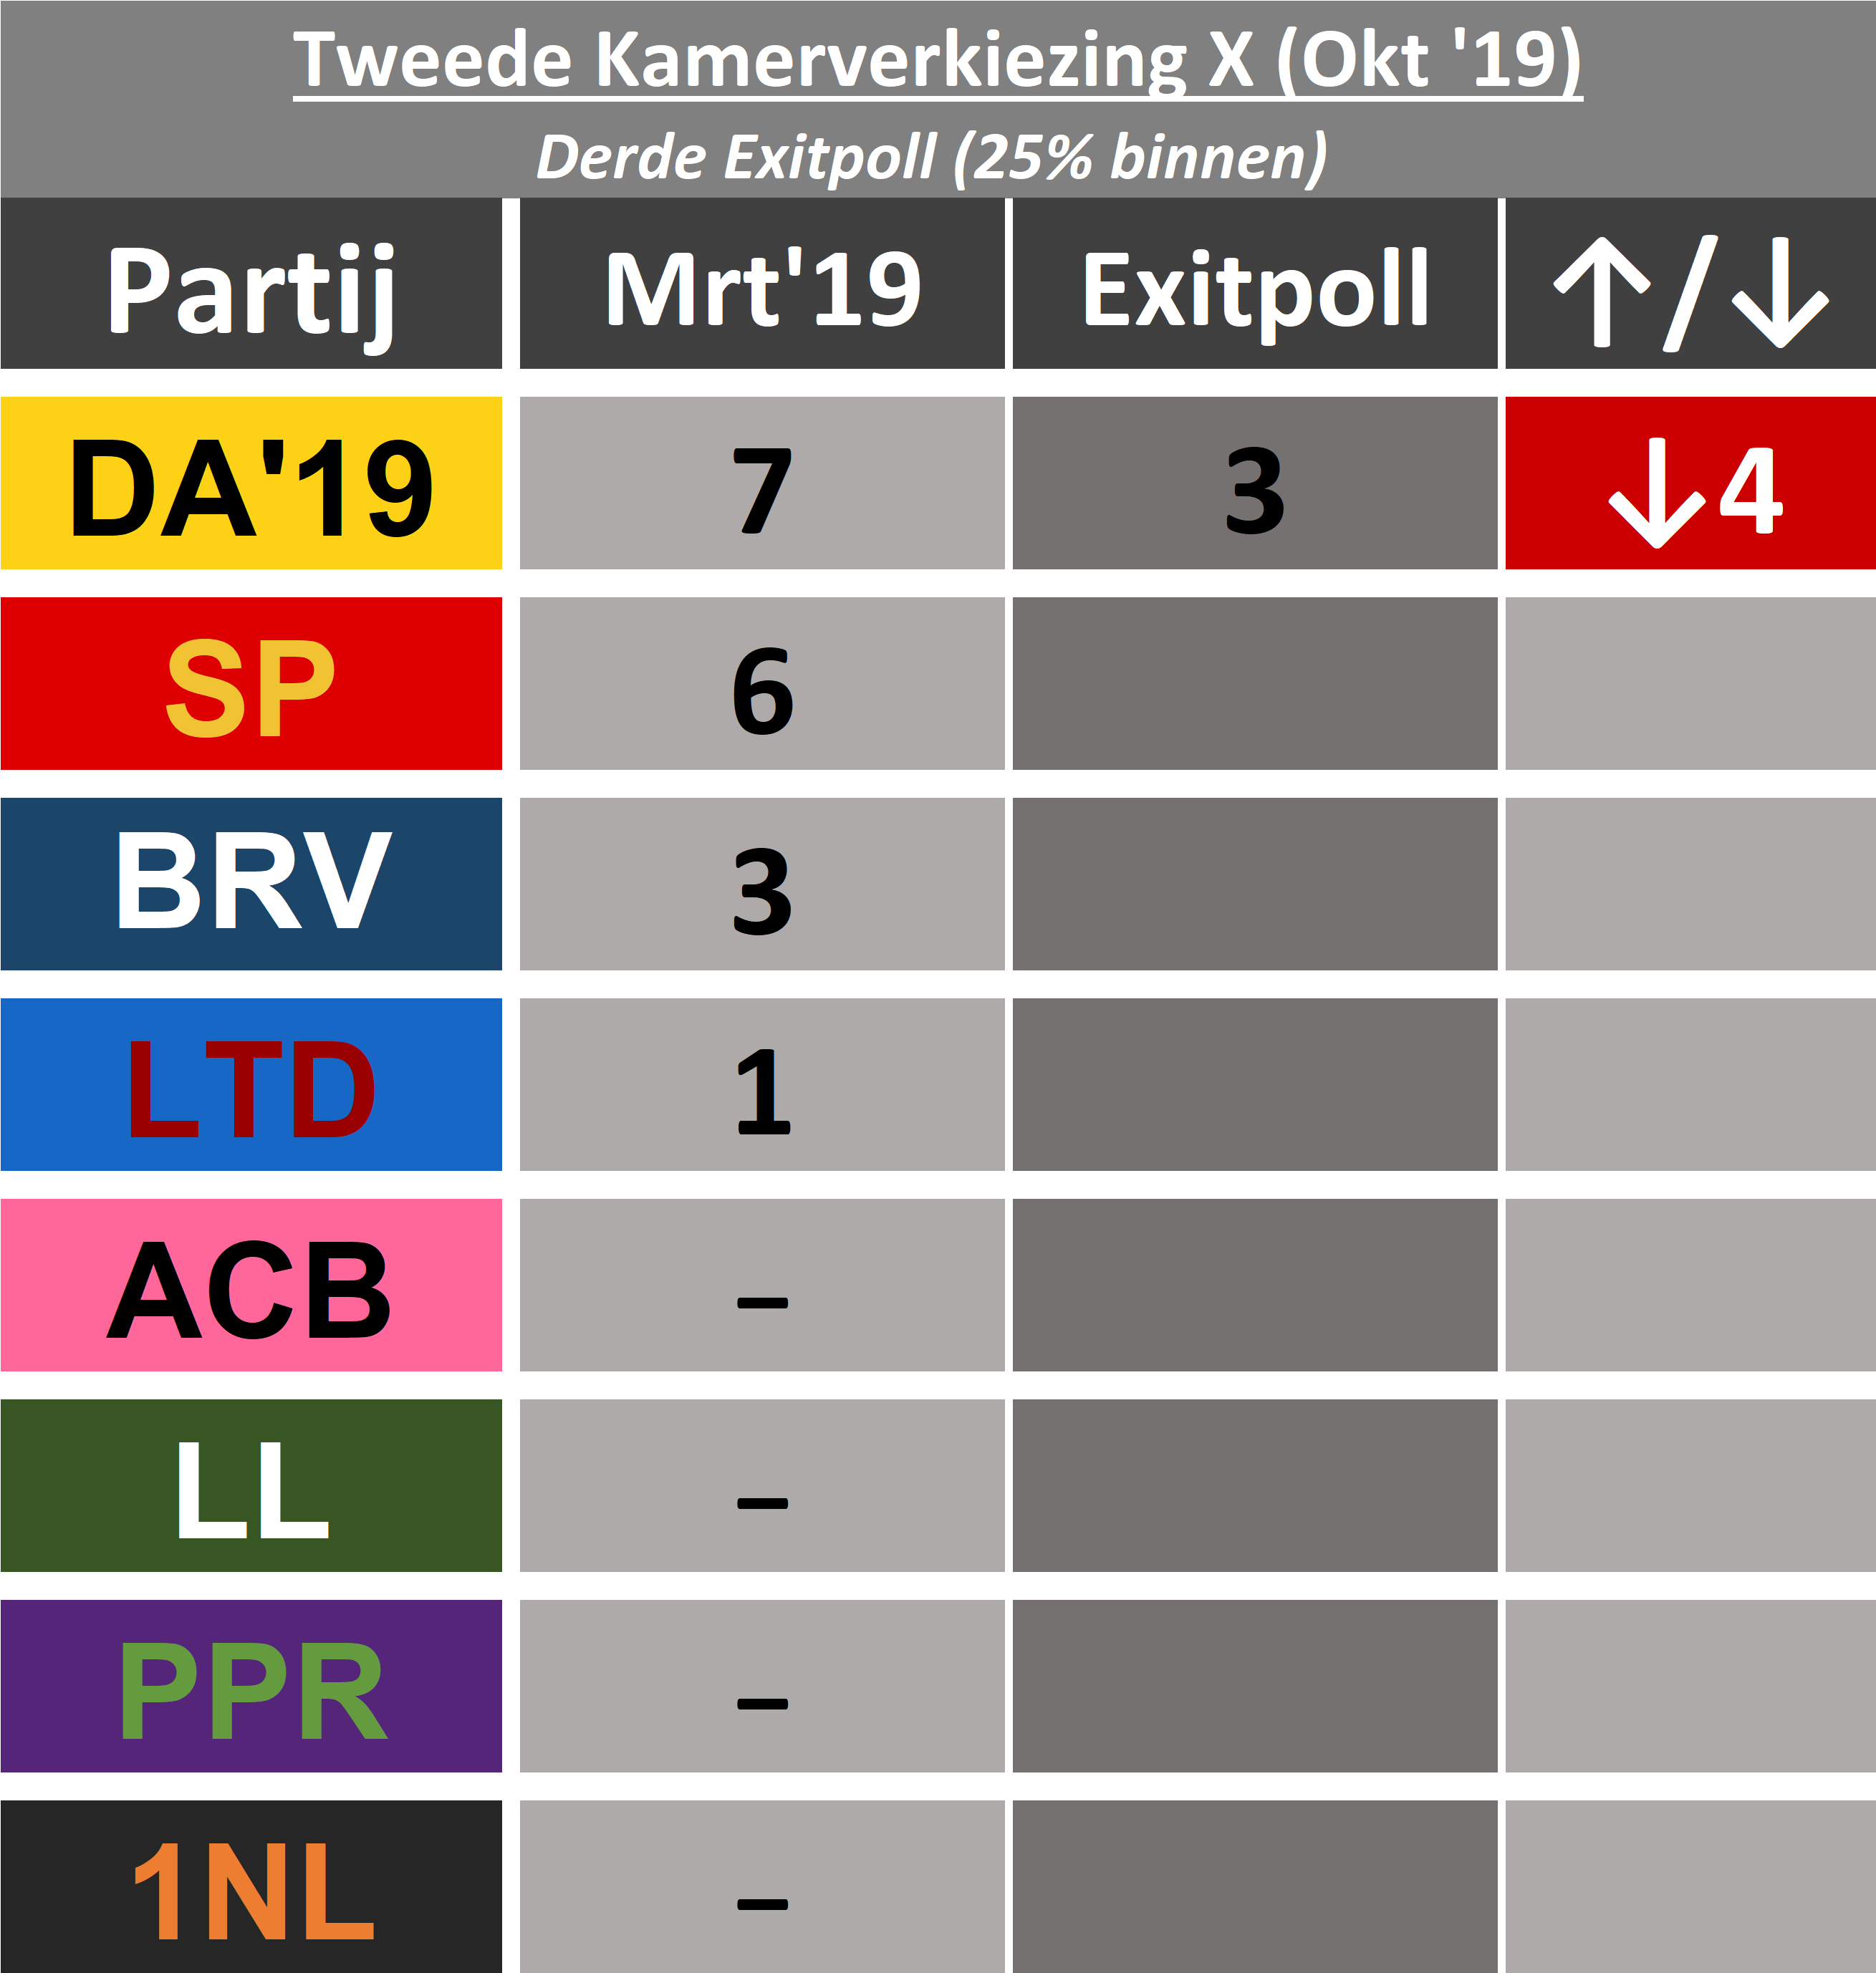 Tweede Kamerverkiezing X (Okt '19)
Derde Exitpoll (25% binnen)
Partij Mrt'19 Exitpoll ↑/↓
DA'19 7 3 ↓4
SP 6
BRV 3
LTD 1
ACB –
LL –
PPR –
1NL –